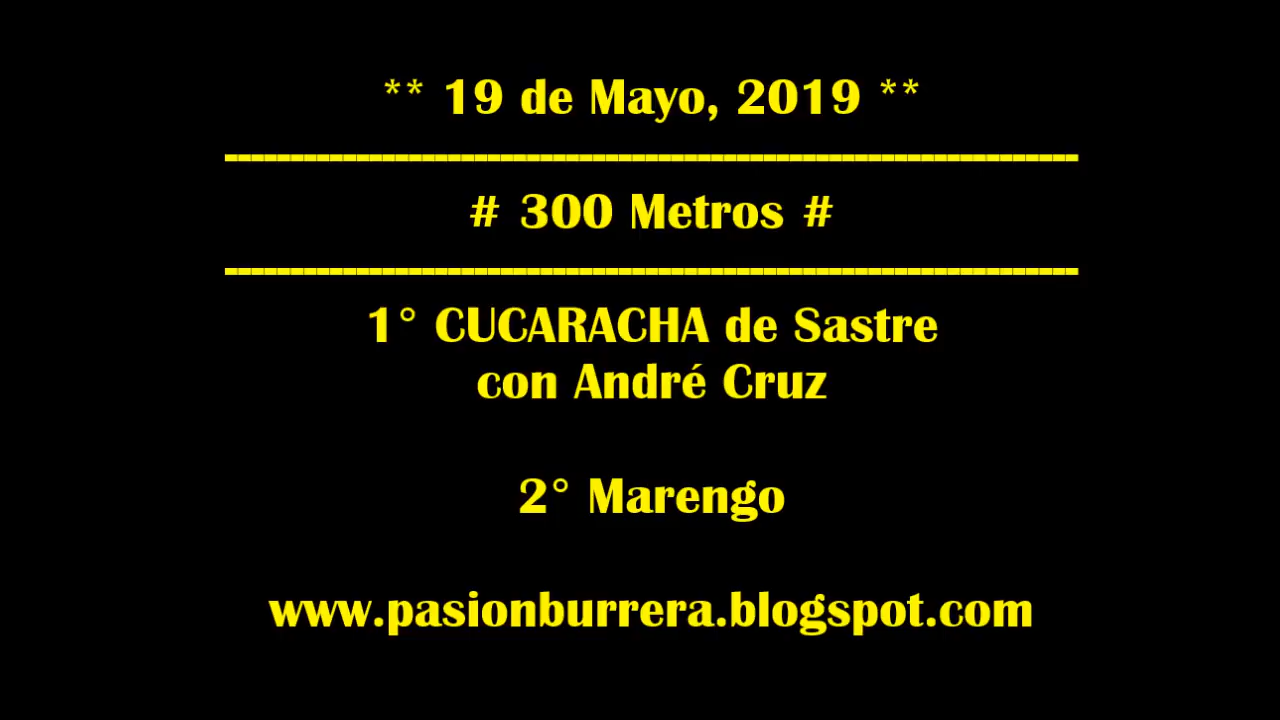 ** 19 de Mayo, 2019 **
-----------------------------------------------------------------
# 300 Metros #
-----------------------------------------------------------------
1° CUCARACHA de Sastre
con André Cruz
2° Marengo
www.pasionburrera.blogspot.com